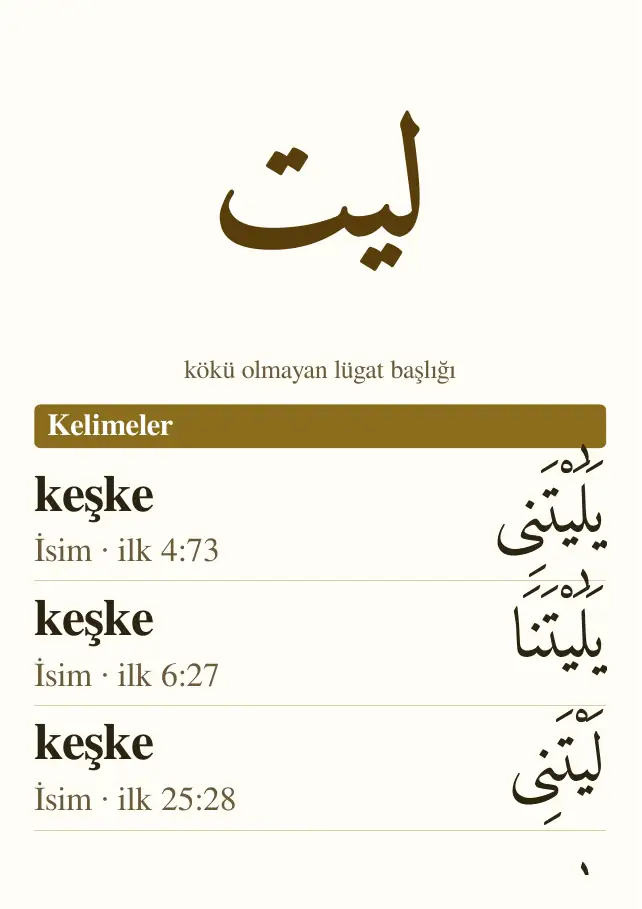 ليت
kökü olmayan lügat başlığı
Kelimeler
keşke يَٰلَيْتَنِى
İsim · ilk 4:73
keşke يَٰلَيْتَنَا
İsim · ilk 6:27
keşke لَيْتَنِى
İsim · ilk 25:28